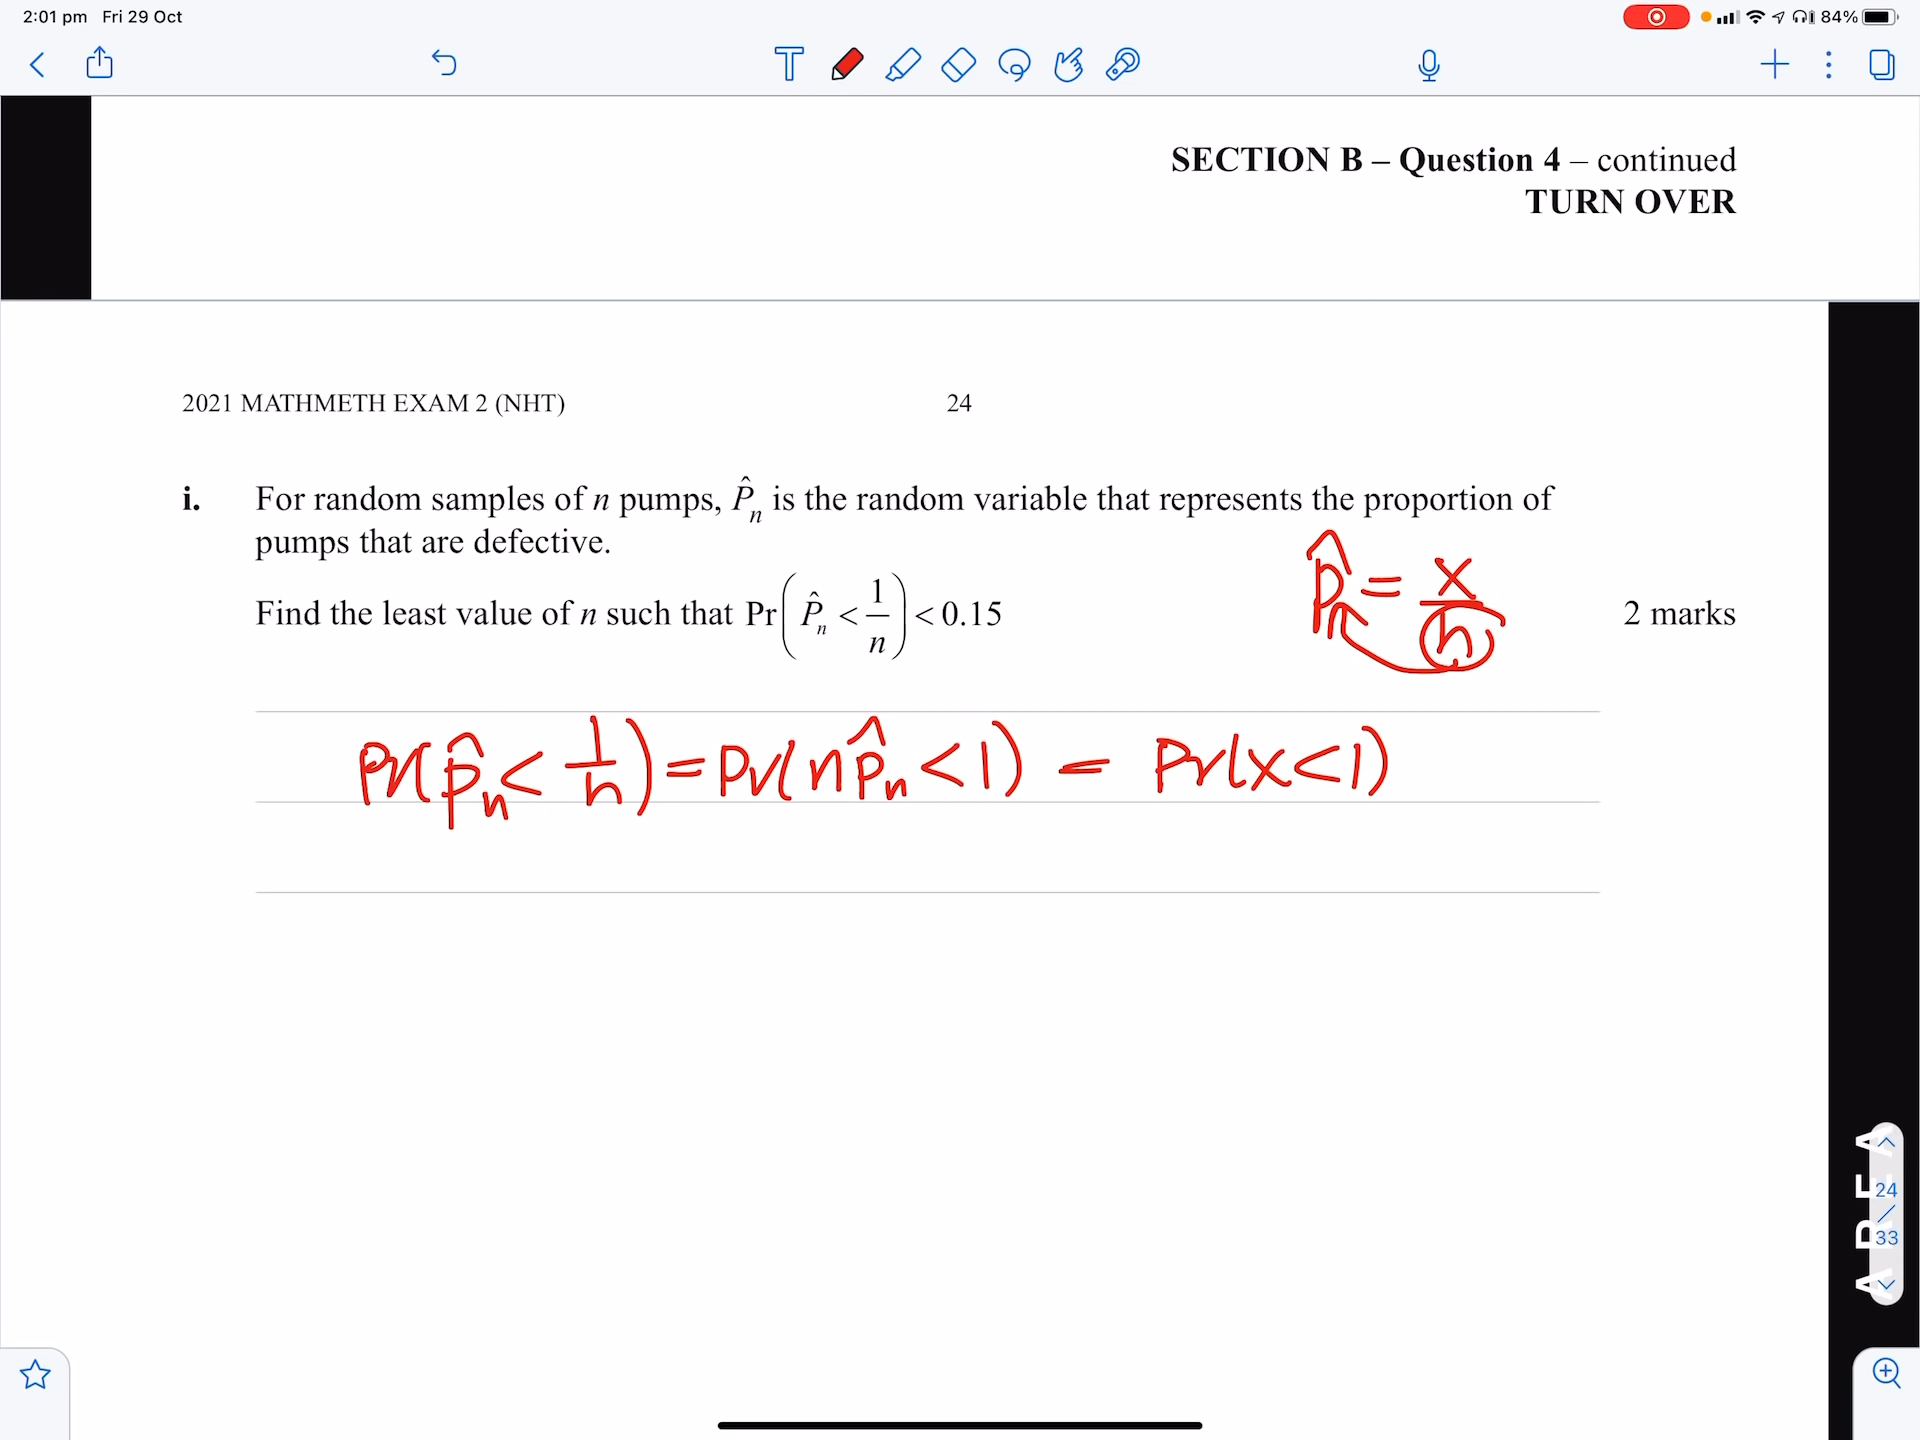 2:01 pm Fri 29 Oct
84%
SECTION B – Question 4 – continued
TURN OVER
2021 MATHMETH EXAM 2 (NHT)
24
i. For random samples of n pumps, P̂ₙ is the random variable that represents the proportion of
pumps that are defective.
p̂ₙ = x/n
Find the least value of n such that Pr(P̂ₙ < 1/n) < 0.15
2 marks
Pr(p̂ₙ < 1/n) = Pr(n p̂ₙ < 1) = Pr(x < 1)
AREA
24/33